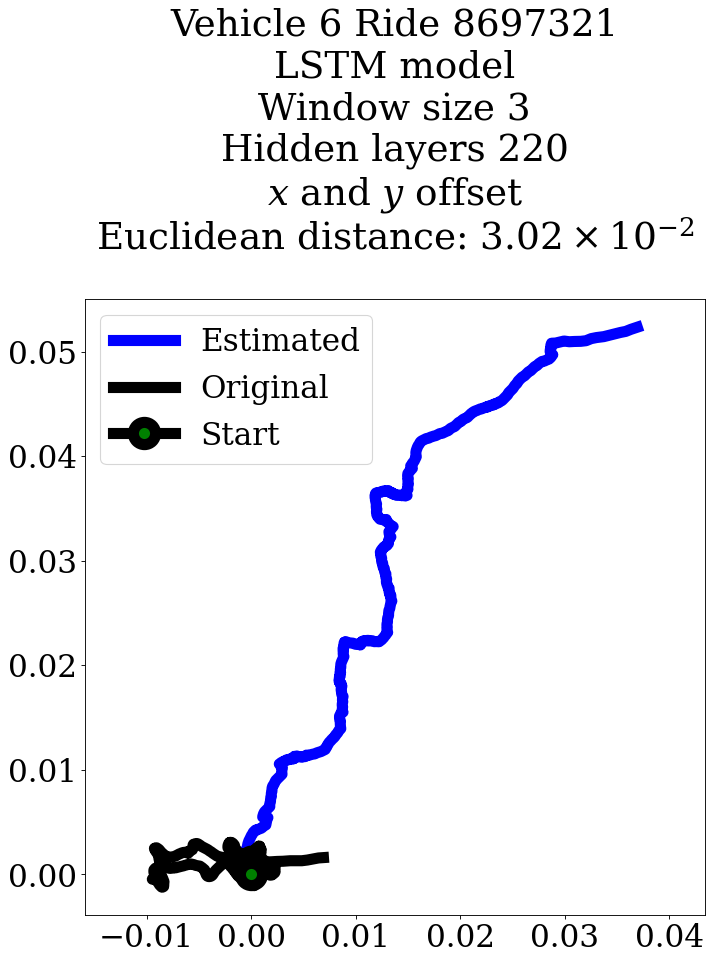 Vehicle 6 Ride 8697321
LSTM model
Window size 3
Hidden layers 220
x and y offset
Euclidean distance: 3.02 × 10⁻²
Estimated
Original
Start
0.05
0.04
0.03
0.02
0.01
0.00
−0.01 0.00 0.01 0.02 0.03 0.04